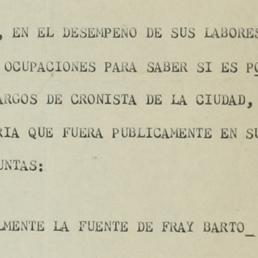 , EN EL DESEMPEÑO DE SUS LABORES
OCUPACIONES PARA SABER SI ES PO
ARGOS DE CRONISTA DE LA CIUDAD,
RIA QUE FUERA PUBLICAMENTE EN SU
UNTAS:
LMENTE LA FUENTE DE FRAY BARTO_